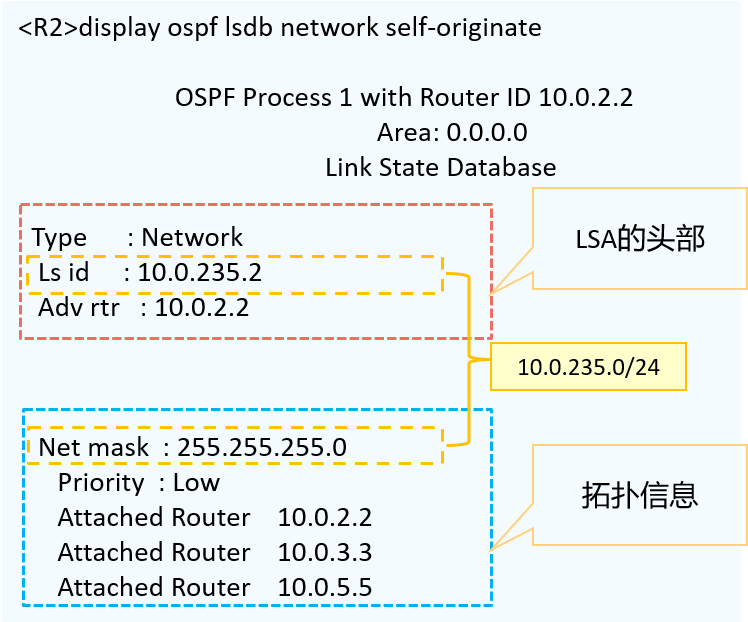 <R2>display ospf lsdb network self-originate
OSPF Process 1 with Router ID 10.0.2.2
Area: 0.0.0.0
Link State Database
Type : Network
Ls id : 10.0.235.2
Adv rtr : 10.0.2.2
LSA的头部
10.0.235.0/24
Net mask : 255.255.255.0
Priority : Low
Attached Router 10.0.2.2
Attached Router 10.0.3.3
Attached Router 10.0.5.5
拓扑信息